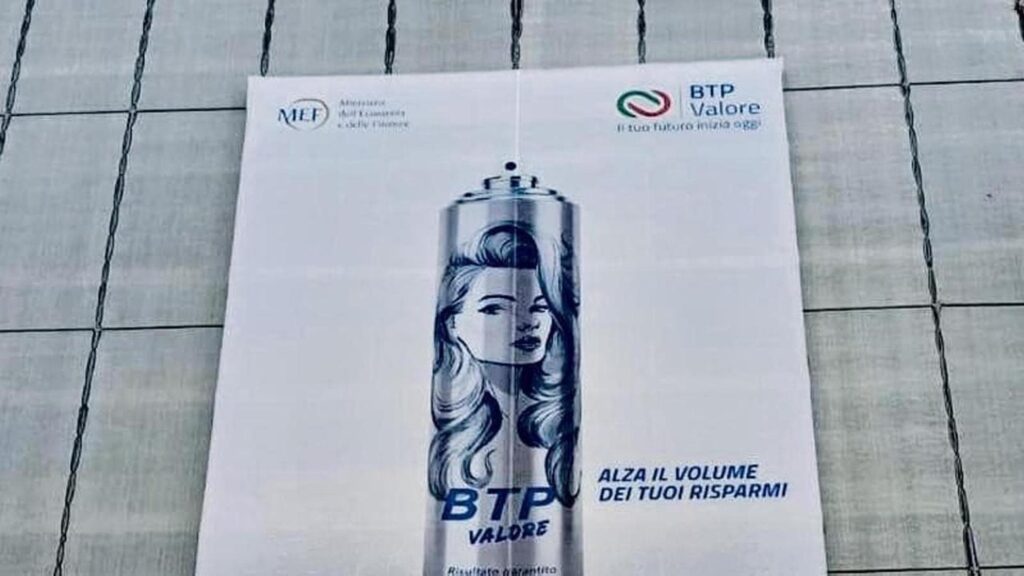 MEF
Ministero
dell'Economia
e delle Finanze
BTP
Valore
Il tuo futuro inizia oggi
ALZA IL VOLUME
DEI TUOI RISPARMI
BTP
VALORE
Risultato garantito